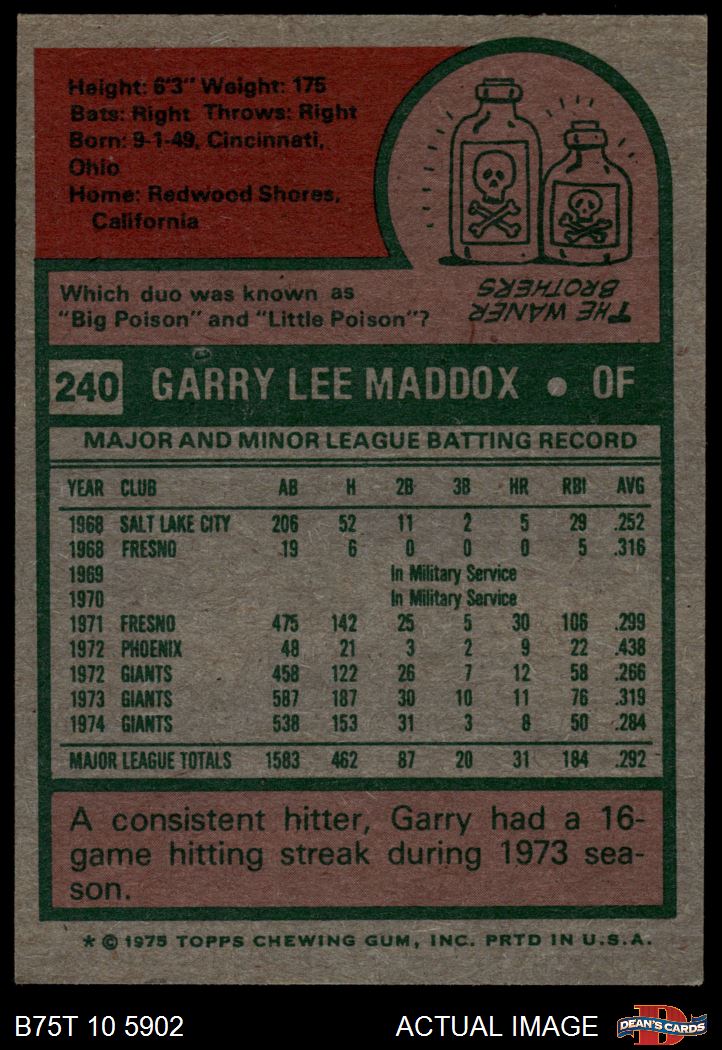 Height: 6'3" Weight: 175
Bats: Right Throws: Right
Born: 9-1-49, Cincinnati,
Ohio
Home: Redwood Shores,
California
Which duo was known as
"Big Poison" and "Little Poison"?
THE WANER
BROTHERS
240 GARRY LEE MADDOX • OF
MAJOR AND MINOR LEAGUE BATTING RECORD
YEAR CLUB AB H 2B 3B HR RBI AVG
1968 SALT LAKE CITY 206 52 11 2 5 29 .252
1968 FRESNO 19 6 0 0 0 5 .316
1969 In Military Service
1970 In Military Service
1971 FRESNO 475 142 25 5 30 106 .299
1972 PHOENIX 48 21 3 2 9 22 .438
1972 GIANTS 458 122 26 7 12 58 .266
1973 GIANTS 587 187 30 10 11 76 .319
1974 GIANTS 538 153 31 3 8 50 .284
MAJOR LEAGUE TOTALS 1583 462 87 20 31 184 .292
A consistent hitter, Garry had a 16-
game hitting streak during 1973 sea-
son.
* © 1975 TOPPS CHEWING GUM, INC. PRTD IN U.S.A.
B75T 10 5902 ACTUAL IMAGE D DEAN'S CARDS